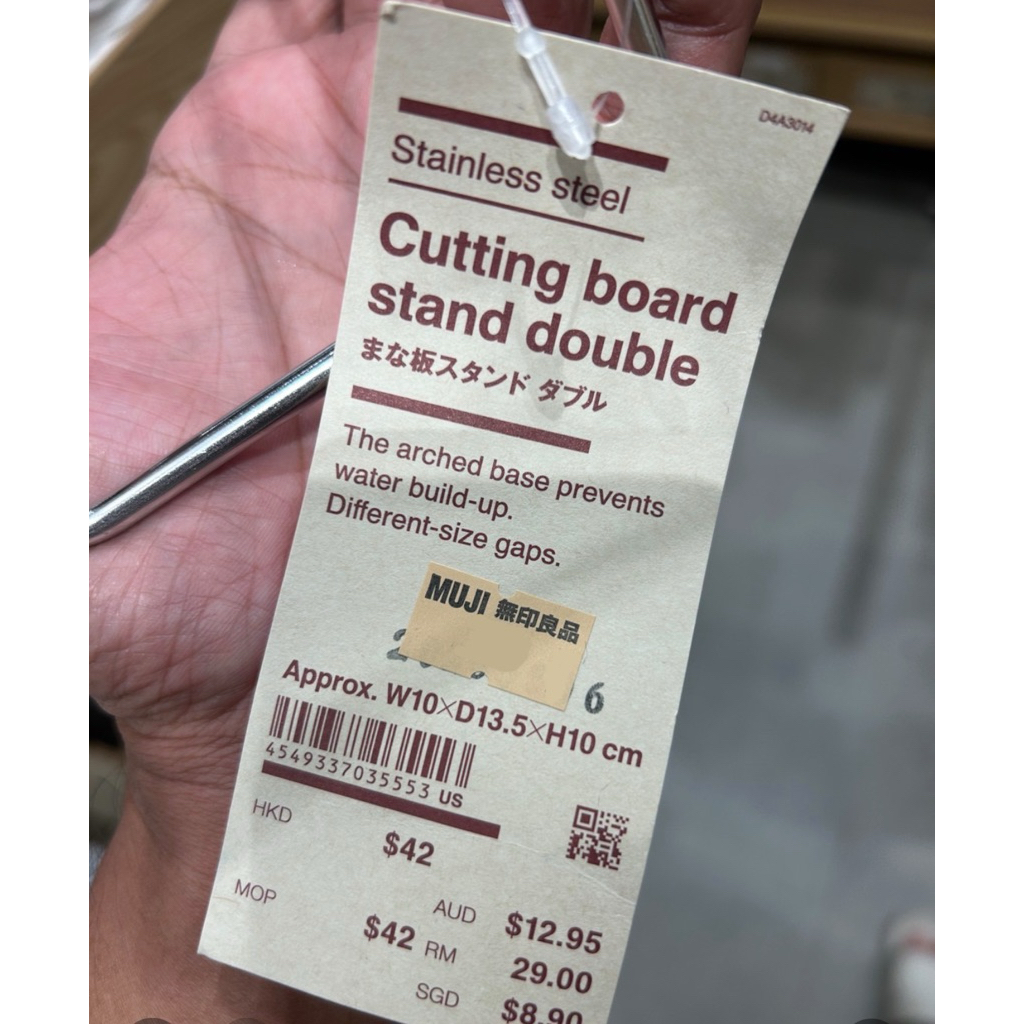 D4A3014
Stainless steel
Cutting board
stand double
まな板スタンド ダブル
The arched base prevents
water build-up.
Different-size gaps.
MUJI 無印良品
6
Approx. W10×D13.5×H10 cm
4549337035553 US
HKD
$42
MOP
$42
AUD $12.95
RM 29.00
SGD $8.90